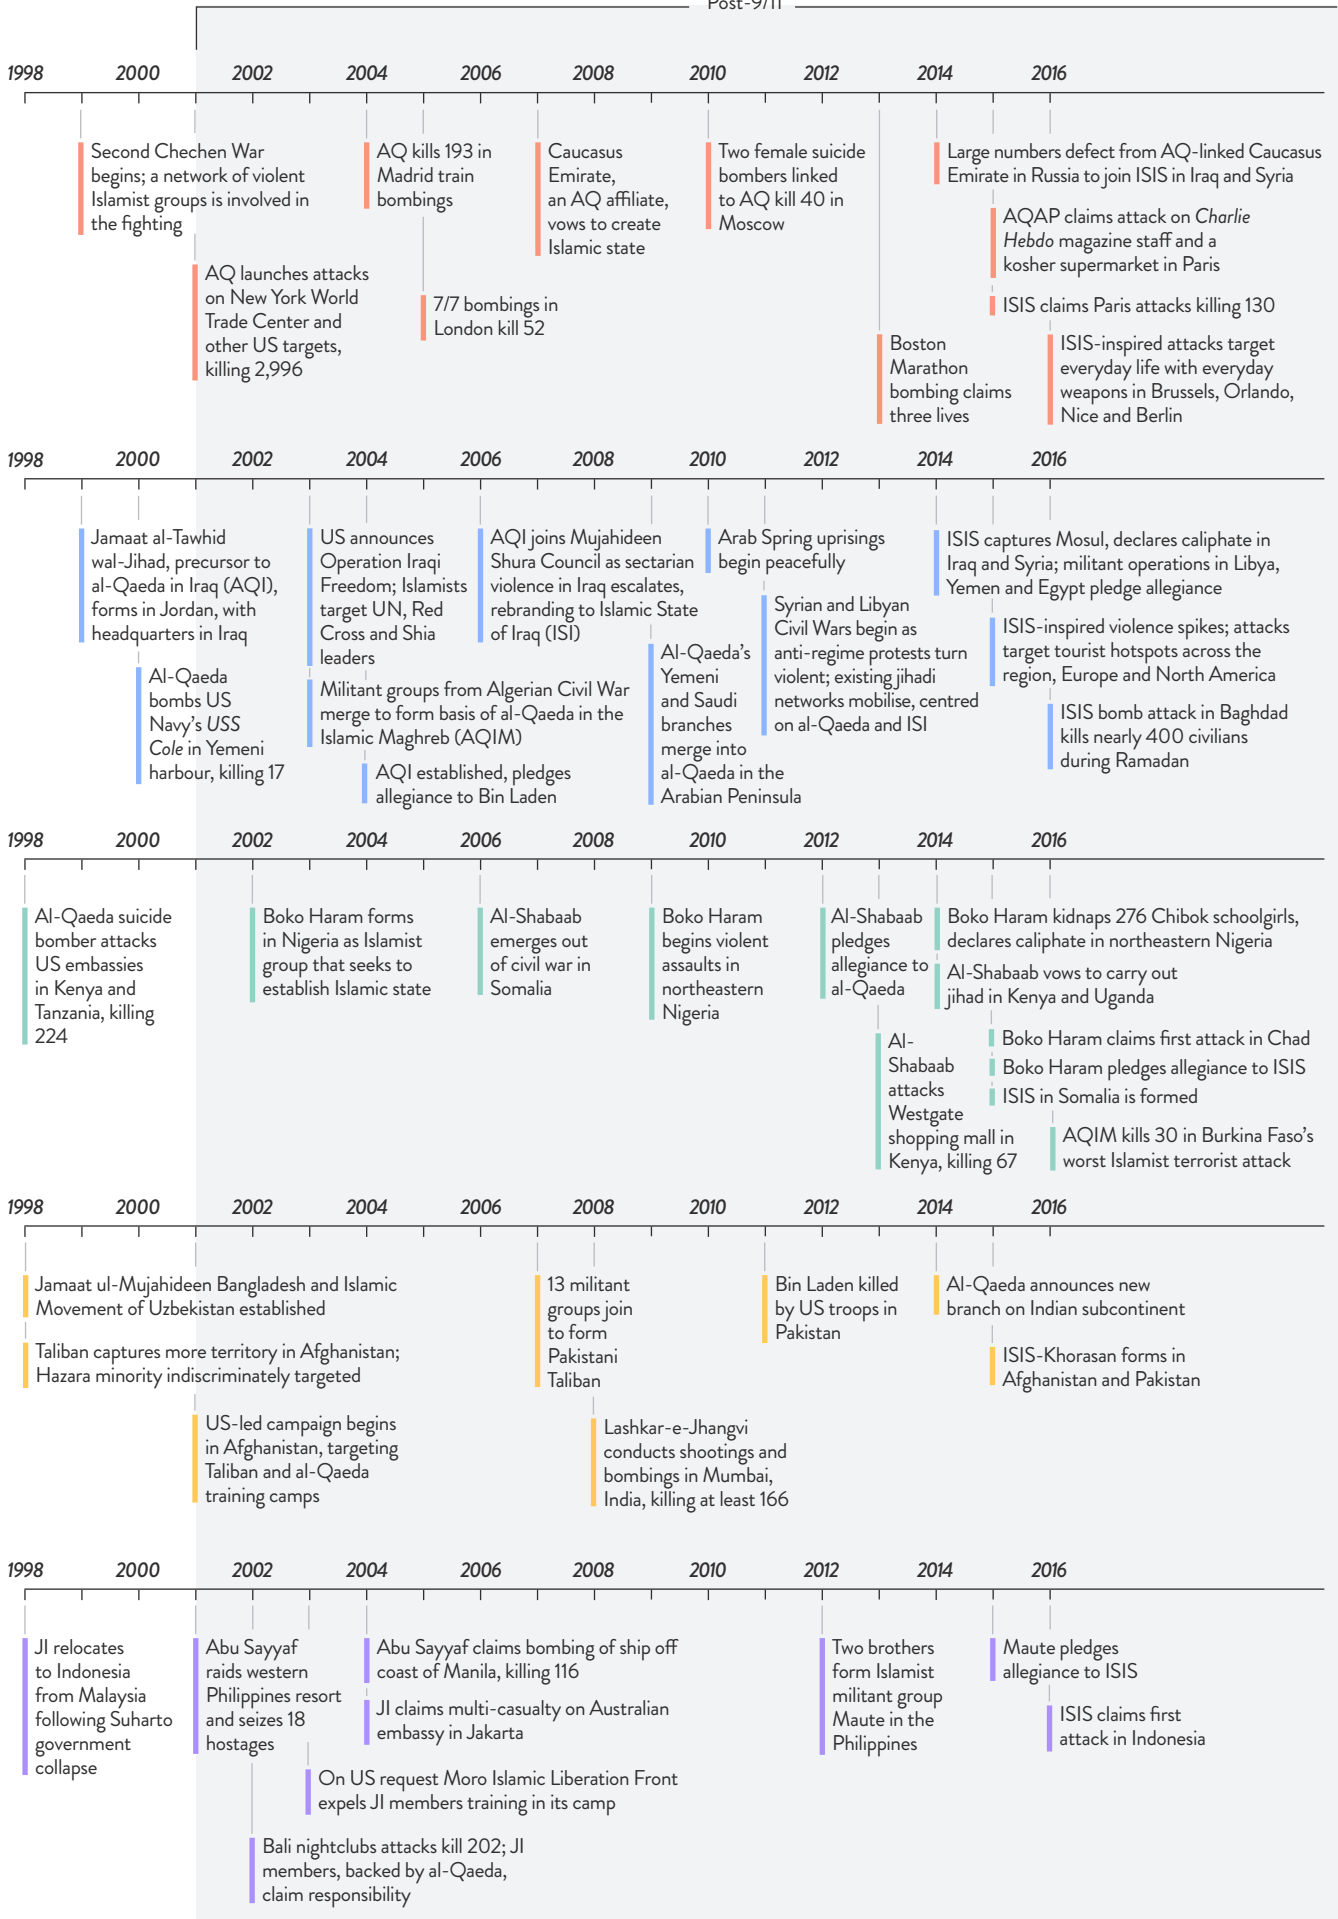 Post-9/11
1998 2000 2002 2004 2006 2008 2010 2012 2014 2016
Second Chechen War
begins; a network of violent
Islamist groups is involved in
the fighting
AQ launches attacks
on New York World
Trade Center and
other US targets,
killing 2,996
AQ kills 193 in
Madrid train
bombings
7/7 bombings in
London kill 52
Caucasus
Emirate,
an AQ affiliate,
vows to create
Islamic state
Two female suicide
bombers linked
to AQ kill 40 in
Moscow
Boston
Marathon
bombing claims
three lives
Large numbers defect from AQ-linked Caucasus
Emirate in Russia to join ISIS in Iraq and Syria
AQAP claims attack on Charlie
Hebdo magazine staff and a
kosher supermarket in Paris
ISIS claims Paris attacks killing 130
ISIS-inspired attacks target
everyday life with everyday
weapons in Brussels, Orlando,
Nice and Berlin
1998 2000 2002 2004 2006 2008 2010 2012 2014 2016
Jamaat al-Tawhid
wal-Jihad, precursor to
al-Qaeda in Iraq (AQI),
forms in Jordan, with
headquarters in Iraq
Al-Qaeda
bombs US
Navy's USS
Cole in Yemeni
harbour, killing 17
US announces
Operation Iraqi
Freedom; Islamists
target UN, Red
Cross and Shia
leaders
Militant groups from Algerian Civil War
merge to form basis of al-Qaeda in the
Islamic Maghreb (AQIM)
AQI established, pledges
allegiance to Bin Laden
AQI joins Mujahideen
Shura Council as sectarian
violence in Iraq escalates,
rebranding to Islamic State
of Iraq (ISI)
Al-Qaeda's
Yemeni
and Saudi
branches
merge into
al-Qaeda in the
Arabian Peninsula
Arab Spring uprisings
begin peacefully
Syrian and Libyan
Civil Wars begin as
anti-regime protests turn
violent; existing jihadi
networks mobilise, centred
on al-Qaeda and ISI
ISIS captures Mosul, declares caliphate in
Iraq and Syria; militant operations in Libya,
Yemen and Egypt pledge allegiance
ISIS-inspired violence spikes; attacks
target tourist hotspots across the
region, Europe and North America
ISIS bomb attack in Baghdad
kills nearly 400 civilians
during Ramadan
1998 2000 2002 2004 2006 2008 2010 2012 2014 2016
Al-Qaeda suicide
bomber attacks
US embassies
in Kenya and
Tanzania, killing
224
Boko Haram forms
in Nigeria as Islamist
group that seeks to
establish Islamic state
Al-Shabaab
emerges out
of civil war in
Somalia
Boko Haram
begins violent
assaults in
northeastern
Nigeria
Al-Shabaab
pledges
allegiance to
al-Qaeda
Al-
Shabaab
attacks
Westgate
shopping mall in
Kenya, killing 67
Boko Haram kidnaps 276 Chibok schoolgirls,
declares caliphate in northeastern Nigeria
Al-Shabaab vows to carry out
jihad in Kenya and Uganda
Boko Haram claims first attack in Chad
Boko Haram pledges allegiance to ISIS
ISIS in Somalia is formed
AQIM kills 30 in Burkina Faso's
worst Islamist terrorist attack
1998 2000 2002 2004 2006 2008 2010 2012 2014 2016
Jamaat ul-Mujahideen Bangladesh and Islamic
Movement of Uzbekistan established
Taliban captures more territory in Afghanistan;
Hazara minority indiscriminately targeted
US-led campaign begins
in Afghanistan, targeting
Taliban and al-Qaeda
training camps
13 militant
groups join
to form
Pakistani
Taliban
Lashkar-e-Jhangvi
conducts shootings and
bombings in Mumbai,
India, killing at least 166
Bin Laden killed
by US troops in
Pakistan
Al-Qaeda announces new
branch on Indian subcontinent
ISIS-Khorasan forms in
Afghanistan and Pakistan
1998 2000 2002 2004 2006 2008 2010 2012 2014 2016
JI relocates
to Indonesia
from Malaysia
following Suharto
government
collapse
Abu Sayyaf
raids western
Philippines resort
and seizes 18
hostages
Abu Sayyaf claims bombing of ship off
coast of Manila, killing 116
JI claims multi-casualty on Australian
embassy in Jakarta
On US request Moro Islamic Liberation Front
expels JI members training in its camp
Bali nightclubs attacks kill 202; JI
members, backed by al-Qaeda,
claim responsibility
Two brothers
form Islamist
militant group
Maute in the
Philippines
Maute pledges
allegiance to ISIS
ISIS claims first
attack in Indonesia